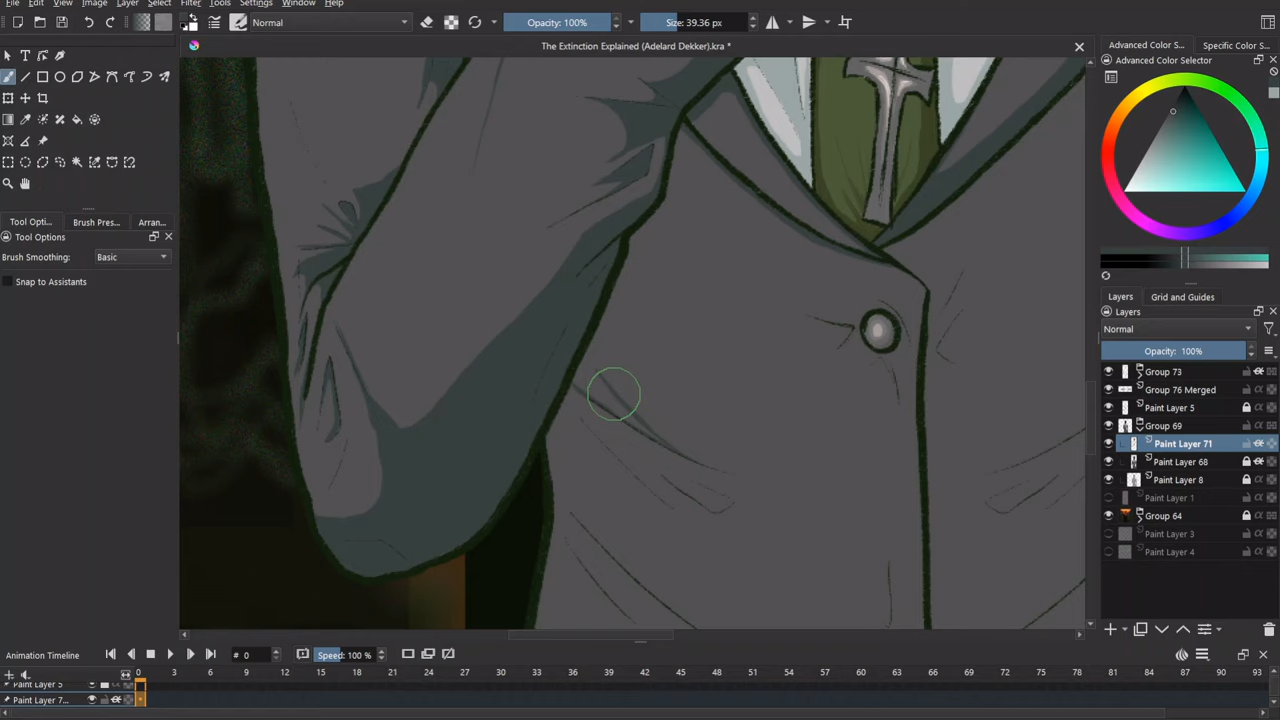 File Edit View Image Layer Select Filter Tools Settings Window Help
Normal Opacity: 100% Size: 39.36 px
The Extinction Explained (Adelard Dekker).kra *
Advanced Color S... Specific Color S...
Advanced Color Selector
Tool Opti... Brush Pres... Arran...
Tool Options
Brush Smoothing: Basic
Snap to Assistants
Layers Grid and Guides
Layers
Normal
Opacity: 100%
Group 73
Group 76 Merged
Paint Layer 5
Group 69
Paint Layer 71
Paint Layer 68
Paint Layer 8
Paint Layer 1
Group 64
Paint Layer 3
Paint Layer 4
Animation Timeline # 0 Speed: 100 %
0 3 6 9 12 15 18 21 24 27 30 33 36 39 42 45 48 51 54 57 60 63 66 69 72 75 78 81 84 87 90 93
Paint Layer 5
Paint Layer 7...